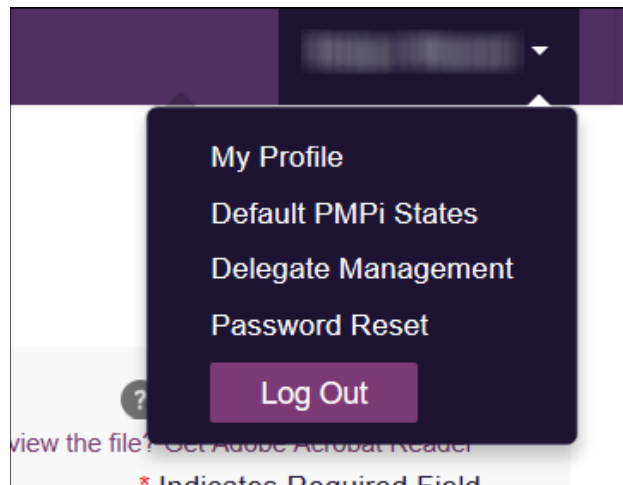 My Profile
Default PMPi States
Delegate Management
Password Reset
Log Out
?
view the file? Get Adobe Acrobat Reader
* Indicates Required Field